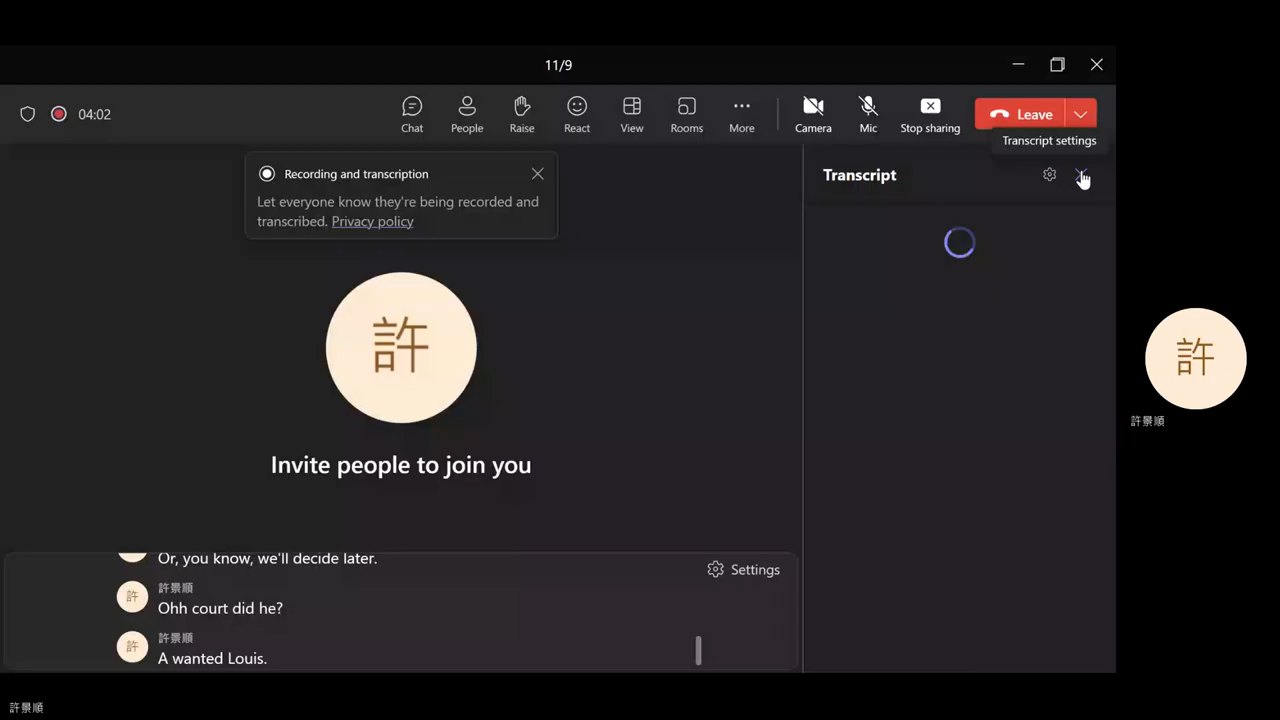 11/9
04:02
Chat
People
Raise
React
View
Rooms
More
Camera
Mic
Stop sharing
Leave
Transcript settings
Recording and transcription
Let everyone know they're being recorded and
transcribed. Privacy policy
Transcript
許
Invite people to join you
許
許景順
Or, you know, we'll decide later.
Settings
許
許景順
Ohh court did he?
許
許景順
A wanted Louis.
許景順